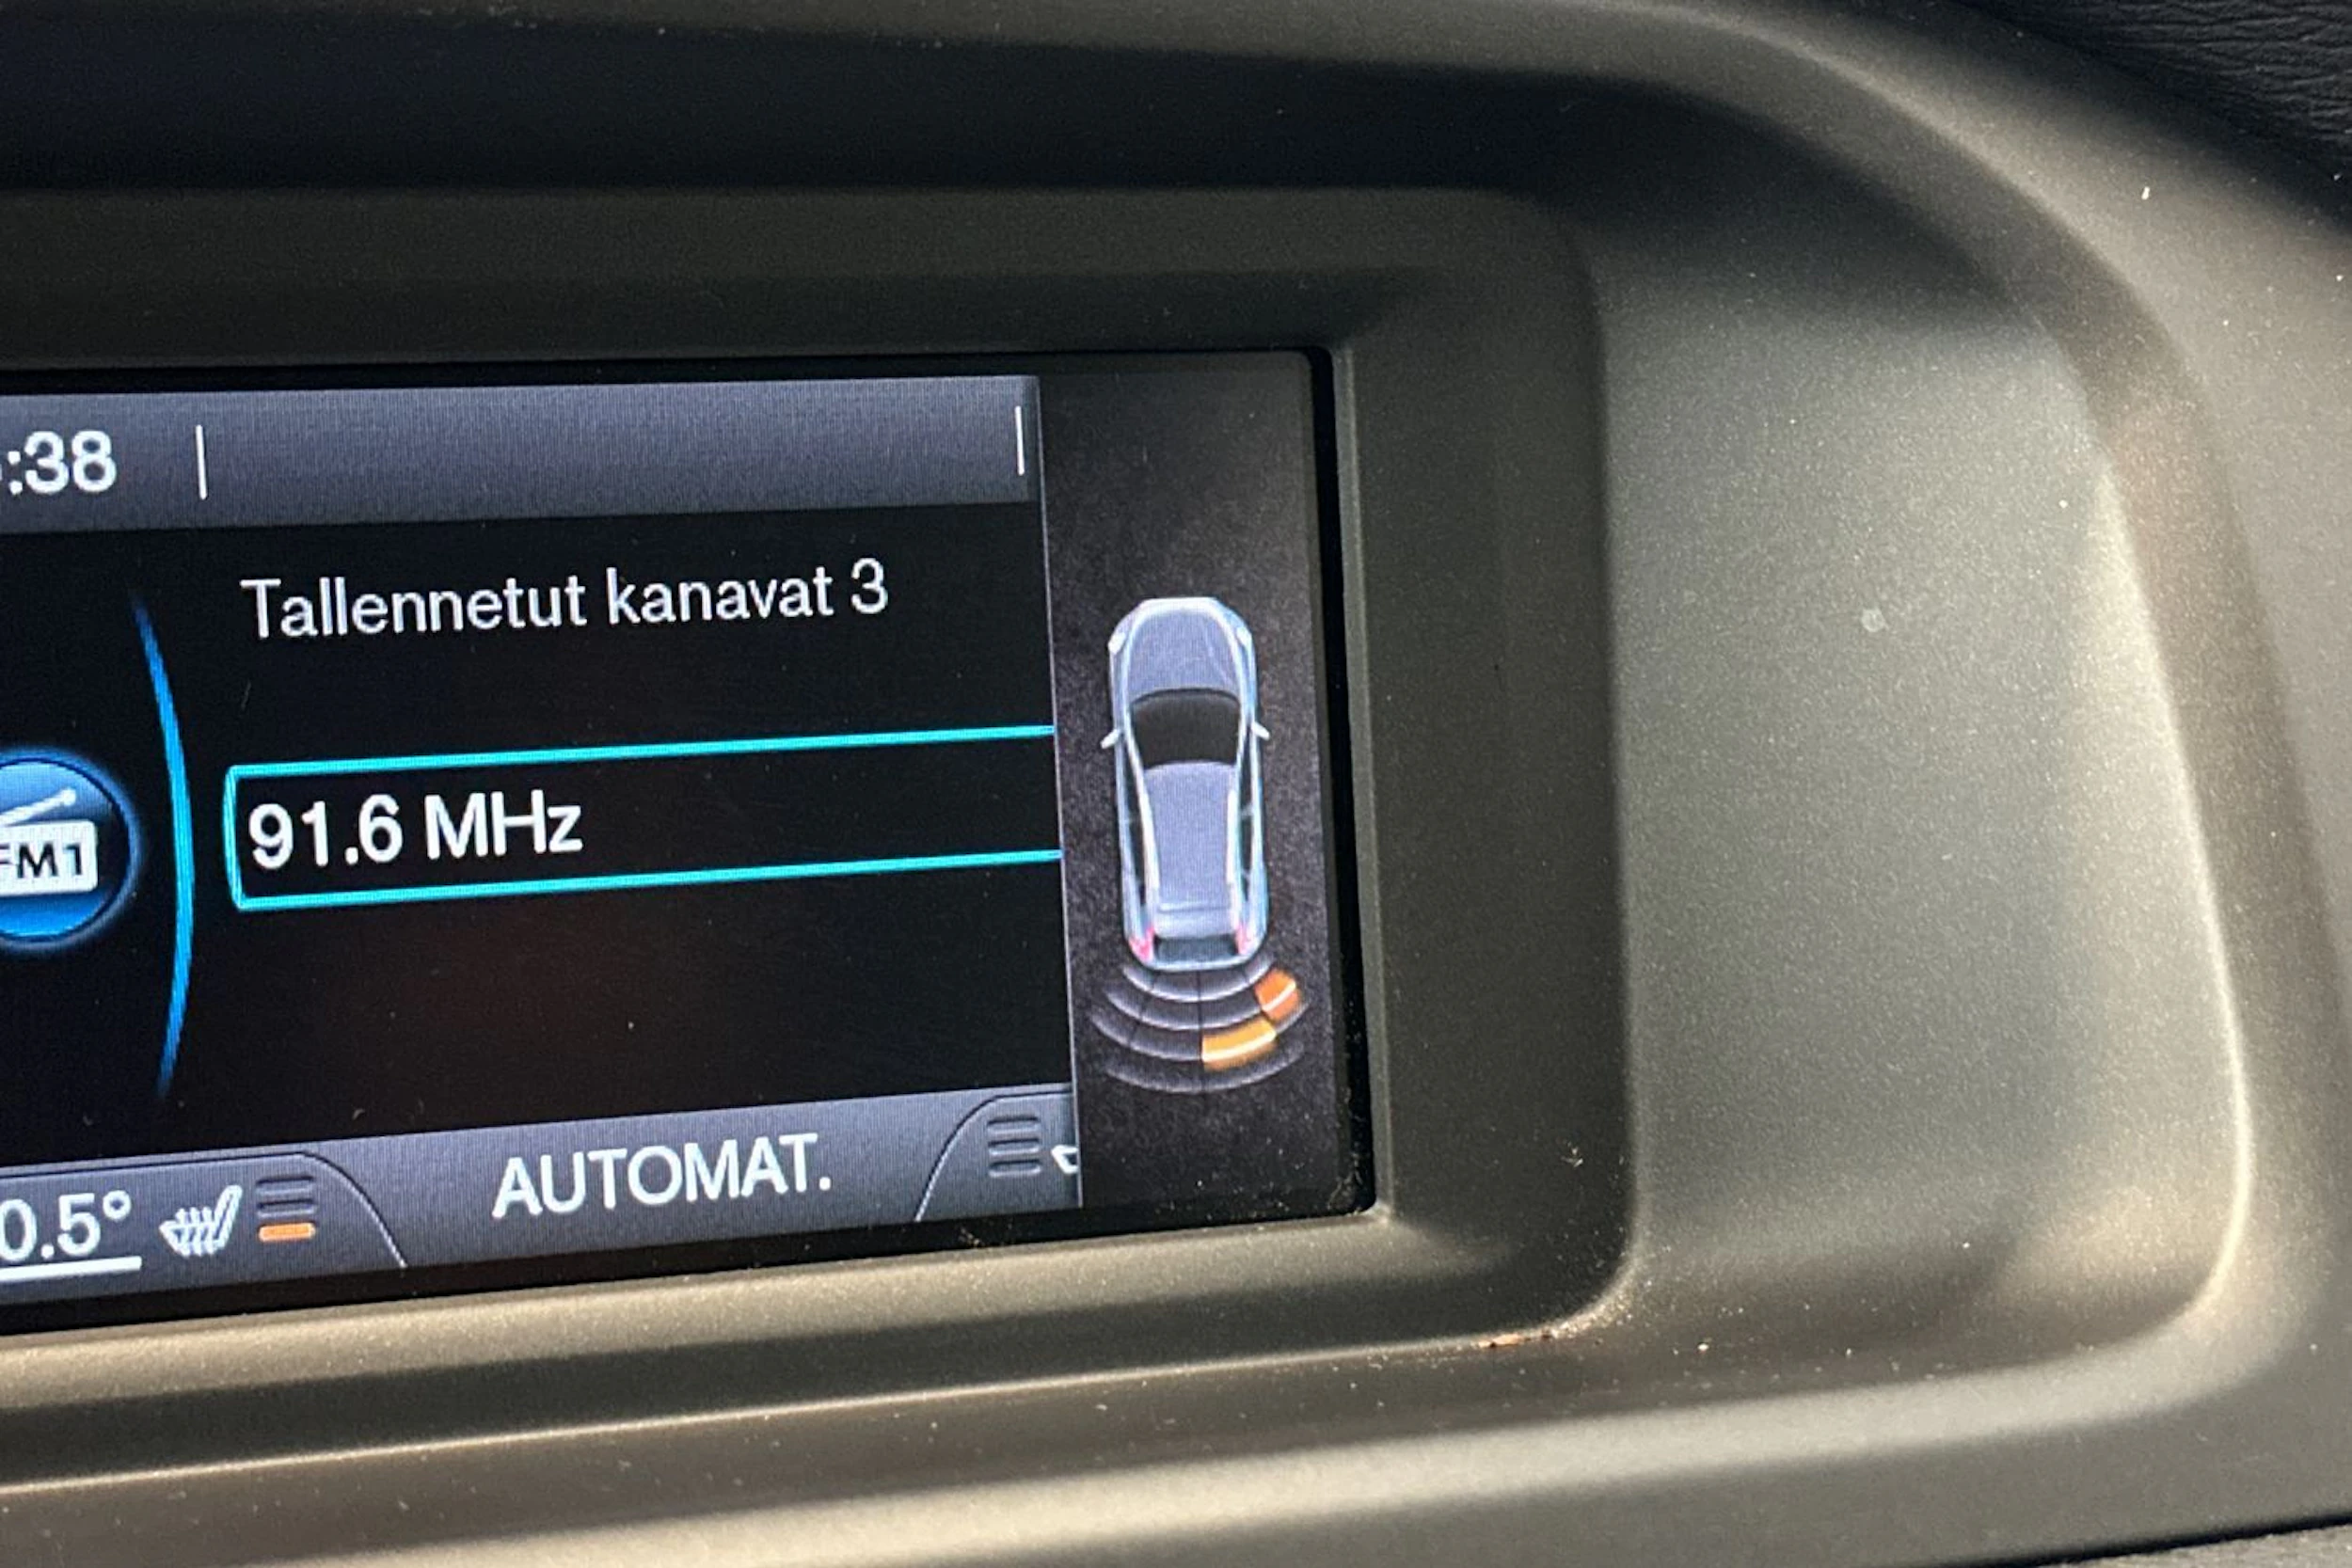 :38
Tallennetut kanavat 3
91.6 MHz
FM1
AUTOMAT.
0.5°